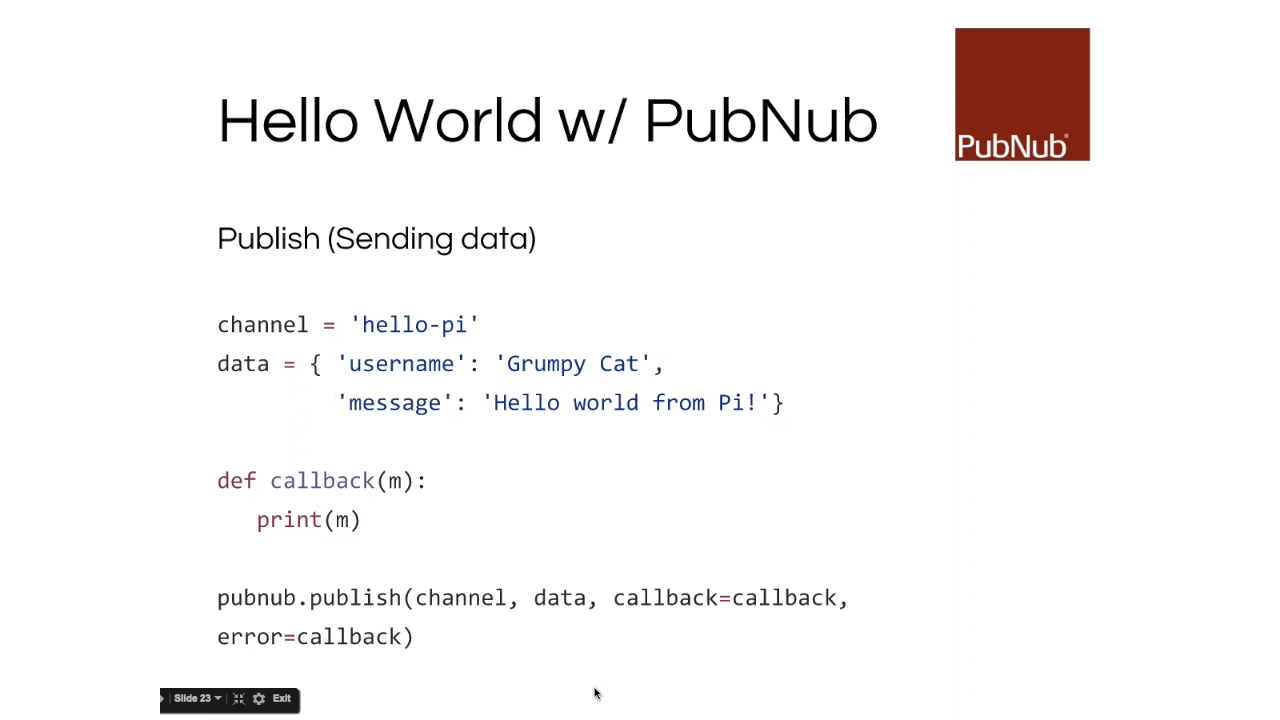 Hello World w/ PubNub
PubNub®
Publish (Sending data)
channel = 'hello-pi'
data = { 'username': 'Grumpy Cat',
'message': 'Hello world from Pi!'}
def callback(m):
print(m)
pubnub.publish(channel, data, callback=callback,
error=callback)
Slide 23
Exit